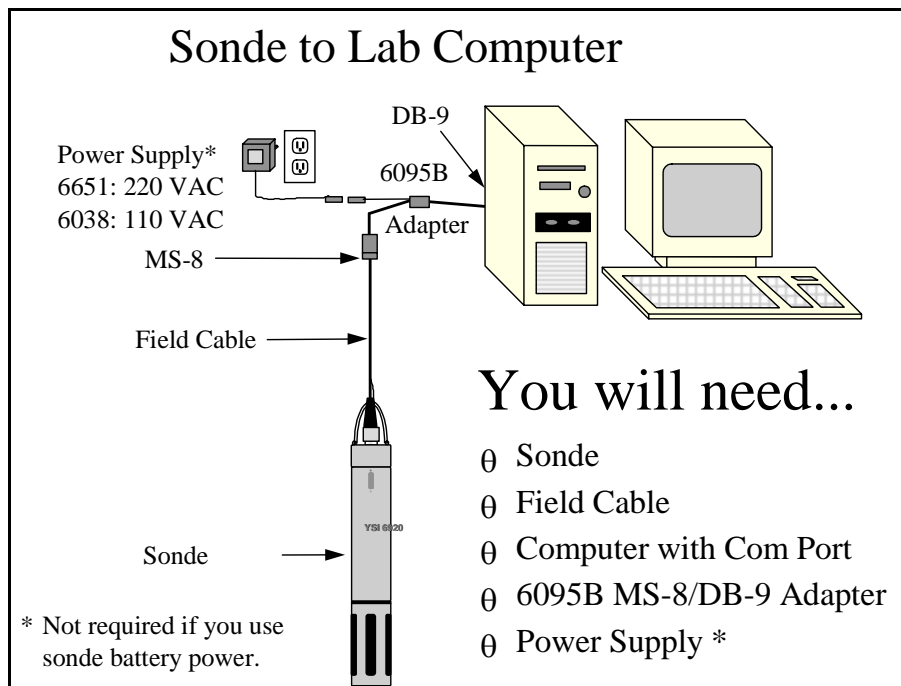 Sonde to Lab Computer
DB-9
Power Supply*
6651: 220 VAC
6038: 110 VAC
6095B
Adapter
MS-8
Field Cable
YSI 6920
Sonde
* Not required if you use
sonde battery power.
You will need...
θ Sonde
θ Field Cable
θ Computer with Com Port
θ 6095B MS-8/DB-9 Adapter
θ Power Supply *